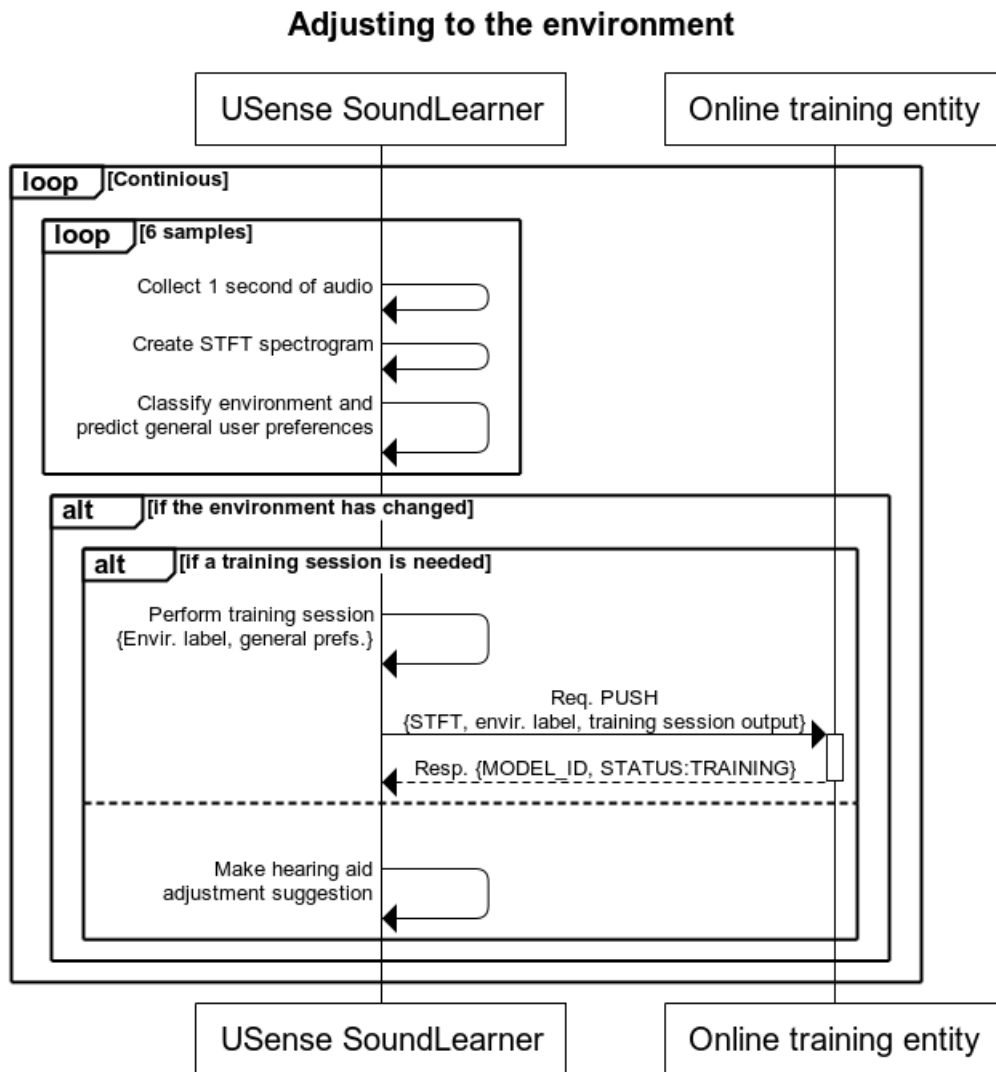 Adjusting to the environment
USense SoundLearner
Online training entity
loop
[Continious]
loop
[6 samples]
Collect 1 second of audio
Create STFT spectrogram
Classify environment and
predict general user preferences
alt
[if the environment has changed]
alt
[if a training session is needed]
Perform training session
{Envir. label, general prefs.}
Req. PUSH
{STFT, envir. label, training session output}
Resp. {MODEL_ID, STATUS:TRAINING}
Make hearing aid
adjustment suggestion
USense SoundLearner
Online training entity